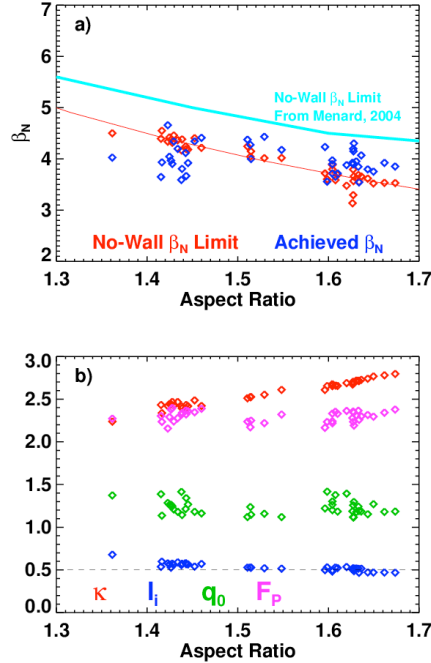 a)
β_N
7
6
5
4
3
2
No-Wall β_N Limit
From Menard, 2004
No-Wall β_N Limit Achieved β_N
1.3 1.4 1.5 1.6 1.7
Aspect Ratio
b)
3.0
2.5
2.0
1.5
1.0
0.5
0.0
κ l_i q_0 F_P
1.3 1.4 1.5 1.6 1.7
Aspect Ratio